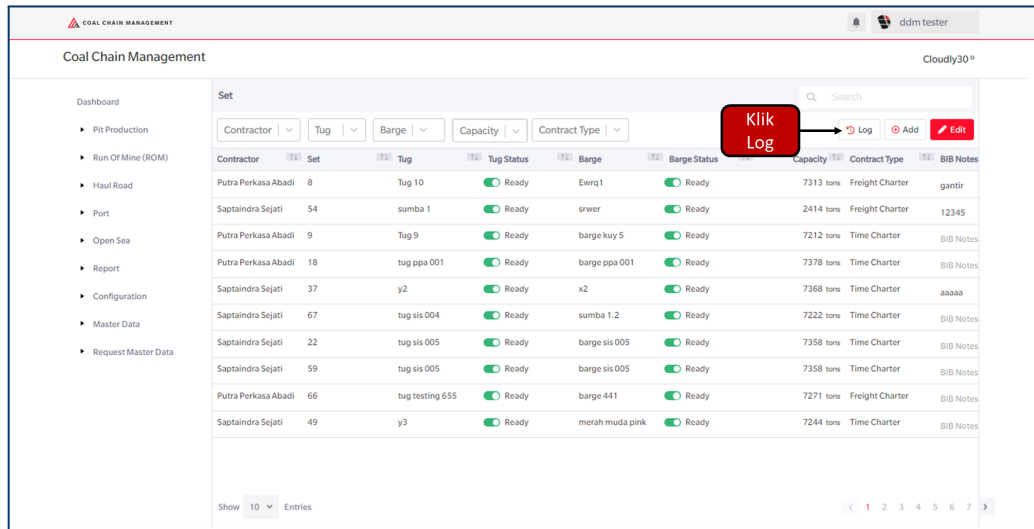 COAL CHAIN MANAGEMENT
ddm tester
Coal Chain Management
Cloudly30 º
Dashboard
Pit Production
Run Of Mine (ROM)
Haul Road
Port
Open Sea
Report
Configuration
Master Data
Request Master Data
Set
Search
Contractor
Tug
Barge
Capacity
Contract Type
Klik
Log
Log
Add
Edit
Contractor Set Tug Tug Status Barge Barge Status Capacity Contract Type BIB Notes
Putra Perkasa Abadi 8 Tug 10 Ready Ewrq1 Ready 7313 tons Freight Charter gantir
Saptaindra Sejati 54 sumba 1 Ready srwer Ready 2414 tons Freight Charter 12345
Putra Perkasa Abadi 9 Tug 9 Ready barge kuy 5 Ready 7212 tons Time Charter BIB Notes
Putra Perkasa Abadi 18 tug ppa 001 Ready barge ppa 001 Ready 7378 tons Time Charter BIB Notes
Saptaindra Sejati 37 y2 Ready x2 Ready 7368 tons Time Charter aaaaa
Saptaindra Sejati 67 tug sis 004 Ready sumba 1.2 Ready 7222 tons Time Charter BIB Notes
Saptaindra Sejati 22 tug sis 005 Ready barge sis 005 Ready 7358 tons Time Charter BIB Notes
Saptaindra Sejati 59 tug sis 005 Ready barge sis 005 Ready 7358 tons Time Charter BIB Notes
Putra Perkasa Abadi 66 tug testing 655 Ready barge 441 Ready 7271 tons Freight Charter BIB Notes
Saptaindra Sejati 49 y3 Ready merah muda pink Ready 7244 tons Time Charter BIB Notes
Show 10 Entries
1 2 3 4 5 6 7